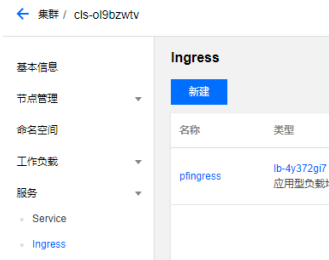 集群 / cls-ol9bzwtv
基本信息
节点管理
命名空间
工作负载
服务
Service
Ingress
Ingress
新建
名称 类型
pfingress lb-4y372gi7
应用型负载